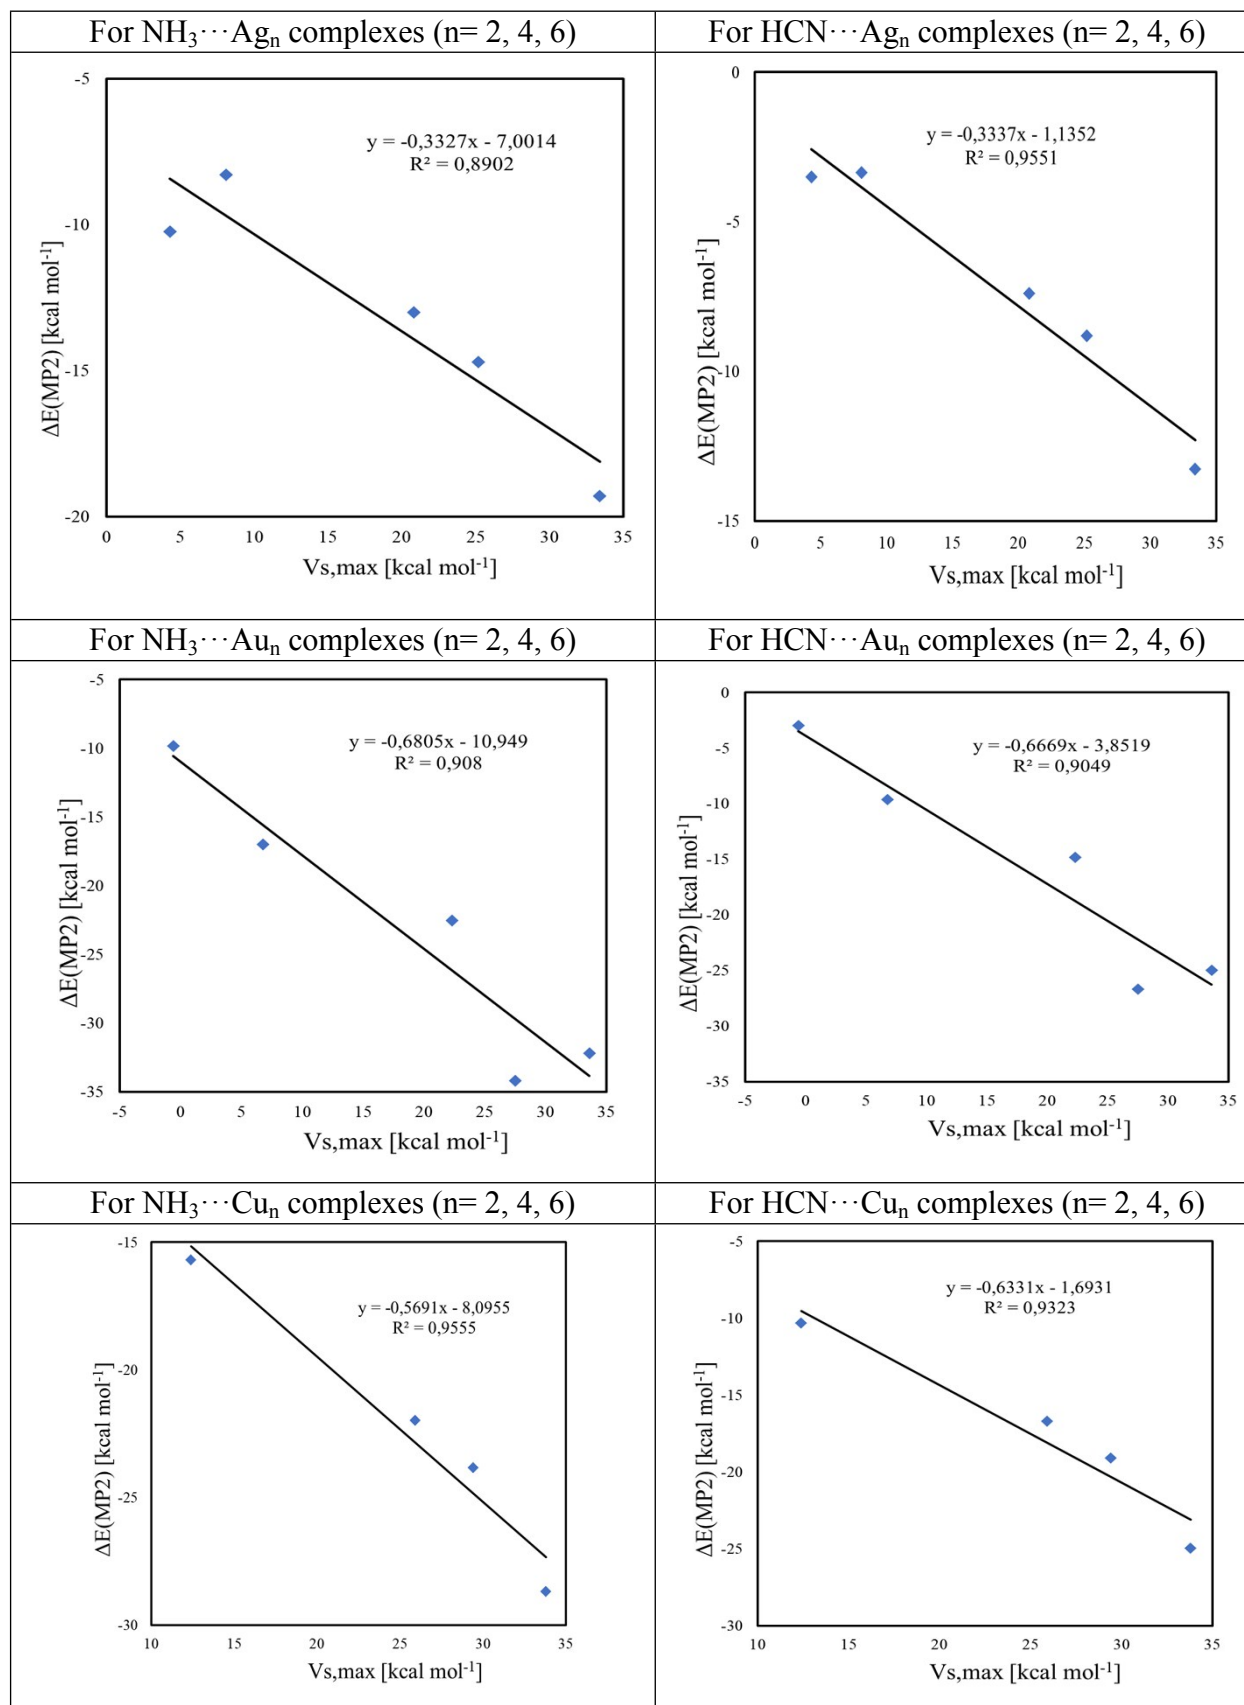 For NH₃···Agₙ complexes (n= 2, 4, 6)
-5
-10
-15
-20
0 5 10 15 20 25 30 35
ΔE(MP2) [kcal mol⁻¹]
y = -0,3327x - 7,0014
R² = 0,8902
Vs,max [kcal mol⁻¹]
For HCN···Agₙ complexes (n= 2, 4, 6)
0
-5
-10
-15
0 5 10 15 20 25 30 35
ΔE(MP2) [kcal mol⁻¹]
y = -0,3337x - 1,1352
R² = 0,9551
Vs,max [kcal mol⁻¹]
For NH₃···Auₙ complexes (n= 2, 4, 6)
-5
-10
-15
-20
-25
-30
-35
-5 0 5 10 15 20 25 30 35
ΔE(MP2) [kcal mol⁻¹]
y = -0,6805x - 10,949
R² = 0,908
Vs,max [kcal mol⁻¹]
For HCN···Auₙ complexes (n= 2, 4, 6)
0
-5
-10
-15
-20
-25
-30
-35
-5 0 5 10 15 20 25 30 35
ΔE(MP2) [kcal mol⁻¹]
y = -0,6669x - 3,8519
R² = 0,9049
Vs,max [kcal mol⁻¹]
For NH₃···Cuₙ complexes (n= 2, 4, 6)
-15
-20
-25
-30
10 15 20 25 30 35
ΔE(MP2) [kcal mol⁻¹]
y = -0,5691x - 8,0955
R² = 0,9555
Vs,max [kcal mol⁻¹]
For HCN···Cuₙ complexes (n= 2, 4, 6)
-5
-10
-15
-20
-25
-30
10 15 20 25 30 35
ΔE(MP2) [kcal mol⁻¹]
y = -0,6331x - 1,6931
R² = 0,9323
Vs,max [kcal mol⁻¹]